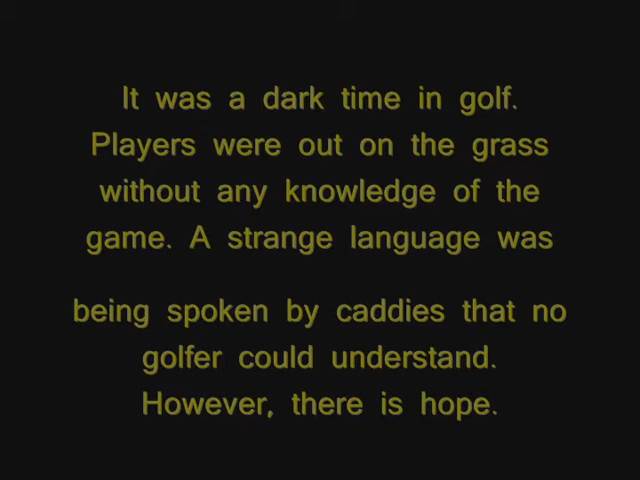 It was a dark time in golf.
Players were out on the grass
without any knowledge of the
game. A strange language was
being spoken by caddies that no
golfer could understand.
However, there is hope.